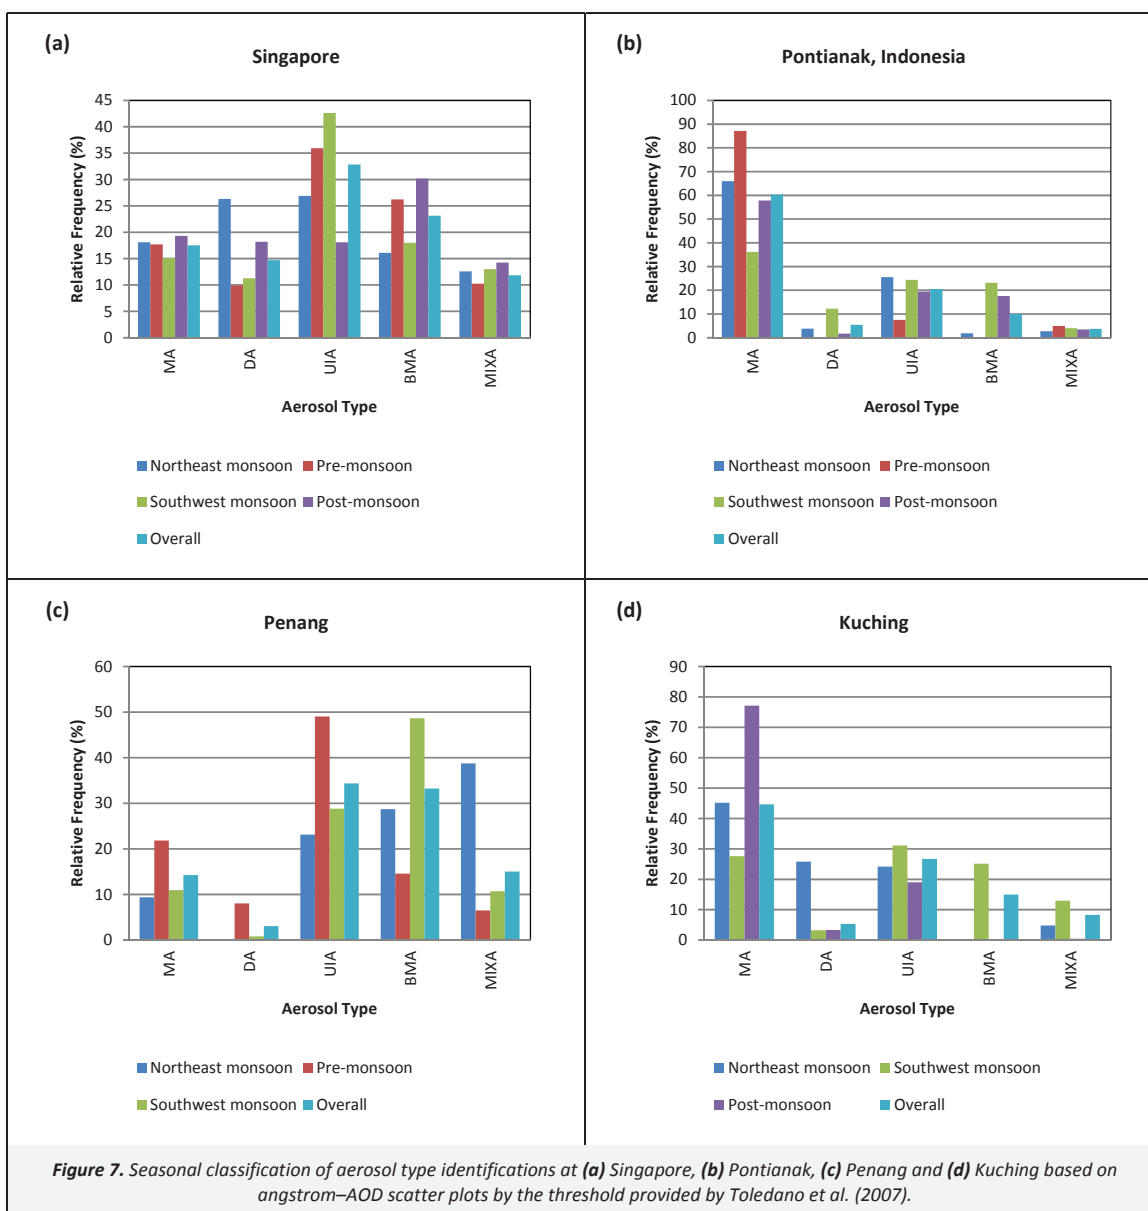 (a)
Singapore
Relative Frequency (%)
45
40
35
30
25
20
15
10
5
0
MA
DA
UIA
BMA
MIXA
Aerosol Type
Northeast monsoon
Pre-monsoon
Southwest monsoon
Post-monsoon
Overall
(b)
Pontianak, Indonesia
Relative Frequency (%)
100
90
80
70
60
50
40
30
20
10
0
MA
DA
UIA
BMA
MIXA
Aerosol Type
Northeast monsoon
Pre-monsoon
Southwest monsoon
Post-monsoon
Overall
(c)
Penang
Relative Frequency (%)
60
50
40
30
20
10
0
MA
DA
UIA
BMA
MIXA
Aerosol Type
Northeast monsoon
Pre-monsoon
Southwest monsoon
Overall
(d)
Kuching
Relative Frequency (%)
90
80
70
60
50
40
30
20
10
0
MA
DA
UIA
BMA
MIXA
Aerosol Type
Northeast monsoon
Southwest monsoon
Post-monsoon
Overall
Figure 7. Seasonal classification of aerosol type identifications at (a) Singapore, (b) Pontianak, (c) Penang and (d) Kuching based on
angstrom–AOD scatter plots by the threshold provided by Toledano et al. (2007).